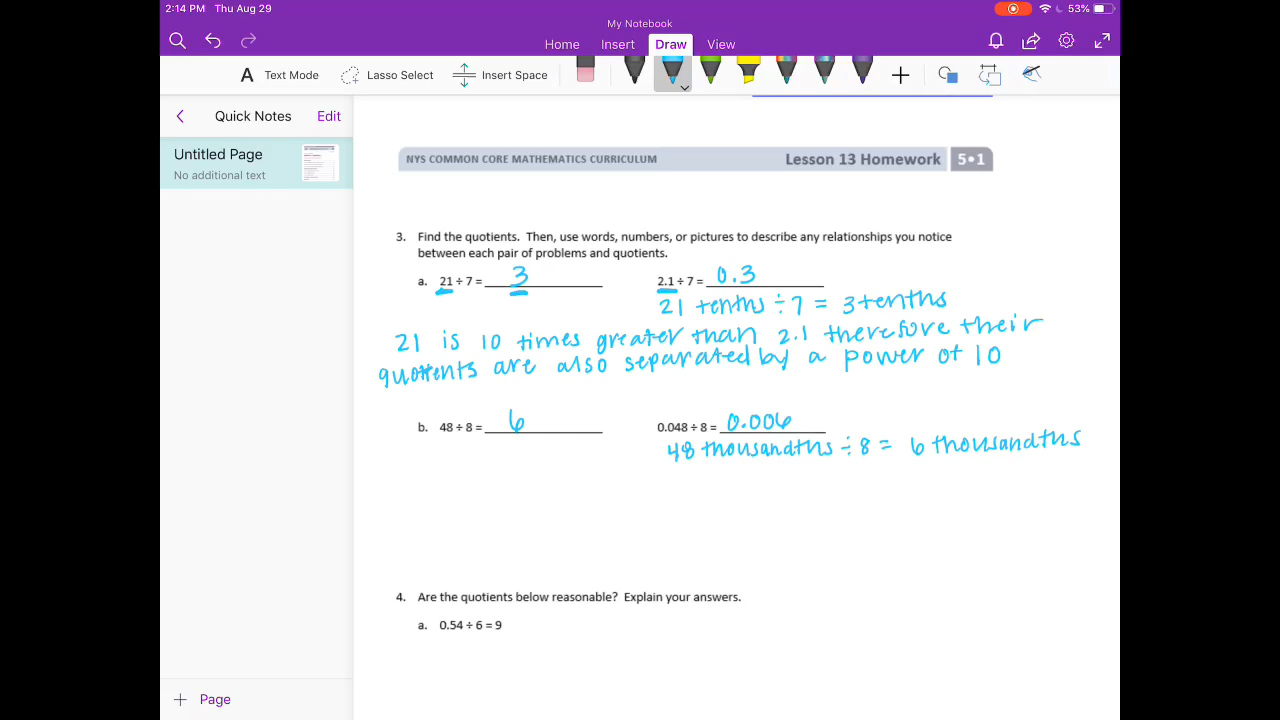 2:14 PM Thu Aug 29
53%
My Notebook
Home Insert Draw View
Text Mode Lasso Select Insert Space
Quick Notes Edit
Untitled Page
No additional text
NYS COMMON CORE MATHEMATICS CURRICULUM Lesson 13 Homework 5•1
3. Find the quotients. Then, use words, numbers, or pictures to describe any relationships you notice
between each pair of problems and quotients.
a. 21 ÷ 7 = 3 2.1 ÷ 7 = 0.3
21 tenths ÷ 7 = 3 tenths
21 is 10 times greater than 2.1 therefore their
quotients are also separated by a power of 10
b. 48 ÷ 8 = 6 0.048 ÷ 8 = 0.006
48 thousandths ÷ 8 = 6 thousandths
4. Are the quotients below reasonable? Explain your answers.
a. 0.54 ÷ 6 = 9
+ Page